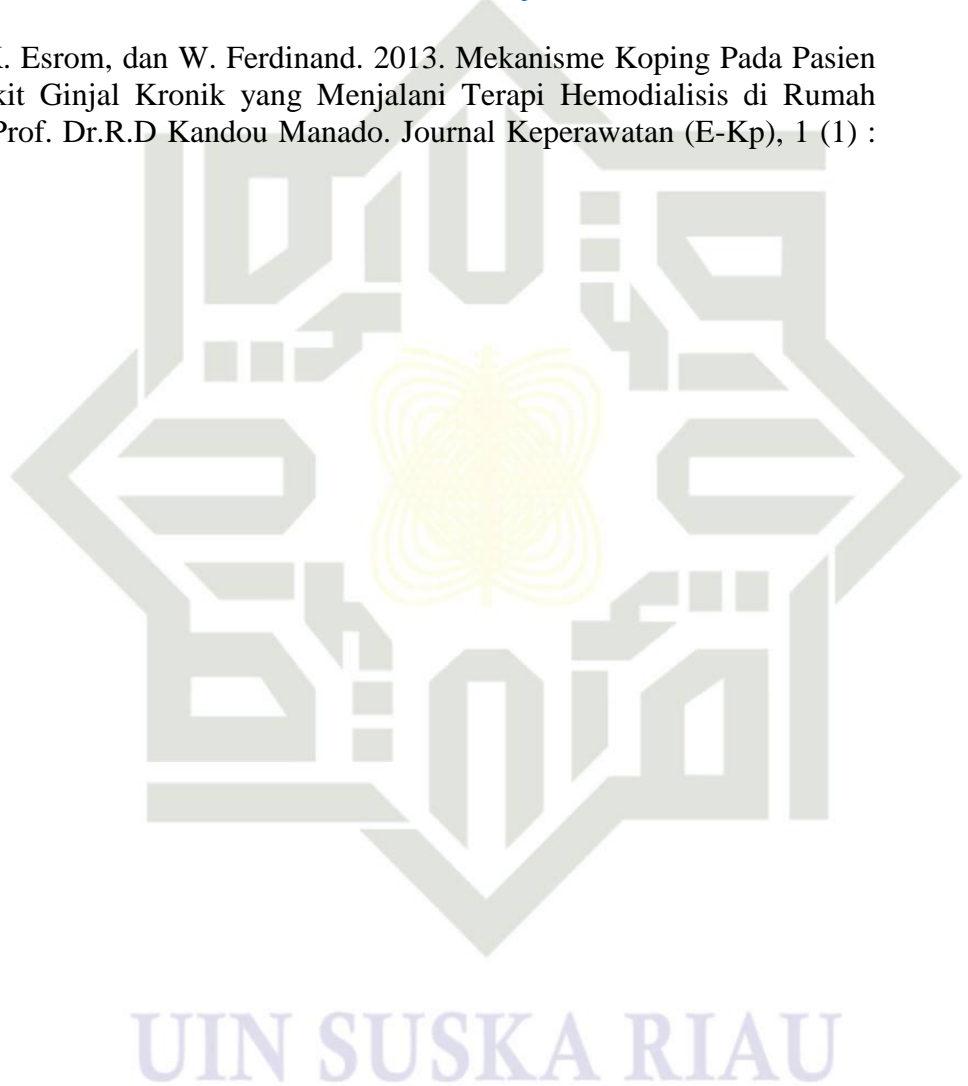 K. Esrom, dan W. Ferdinand. 2013. Mekanisme Koping Pada Pasien
kit Ginjal Kronik yang Menjalani Terapi Hemodialisis di Rumah
Prof. Dr.R.D Kandou Manado. Journal Keperawatan (E-Kp), 1 (1) :
UIN SUSKA RIAU